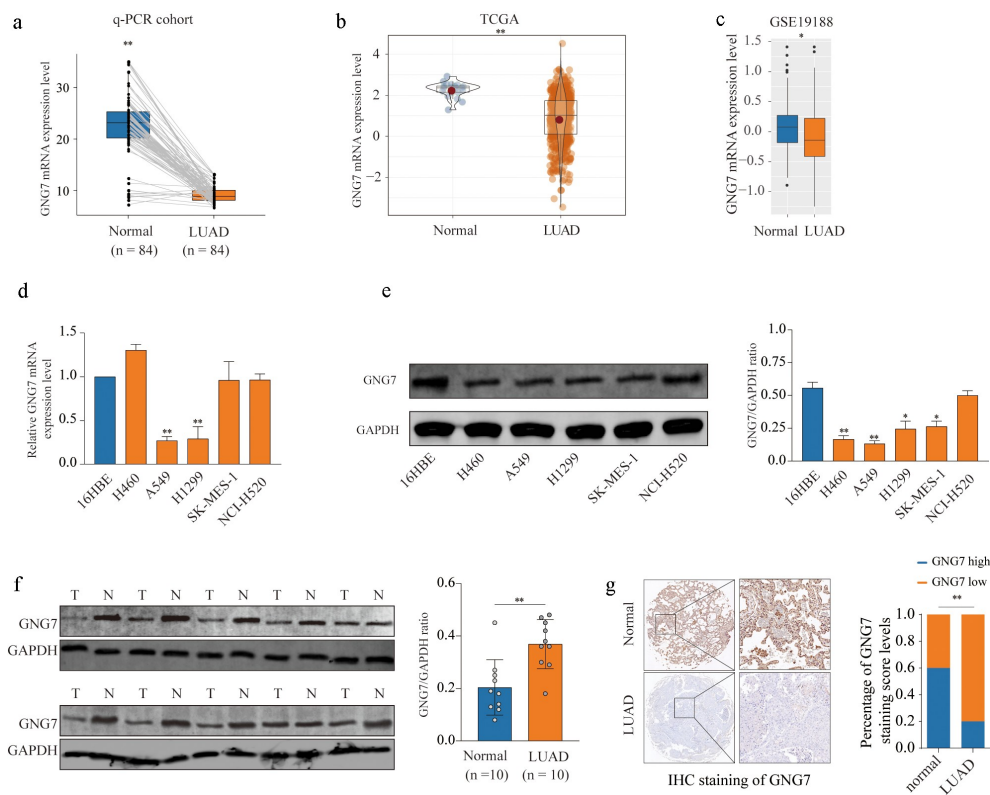 a
q-PCR cohort
**
GNG7 mRNA expression level
30
20
10
Normal
(n = 84)
LUAD
(n = 84)
b
TCGA
**
GNG7 mRNA expression level
4
2
0
−2
Normal
LUAD
c
GSE19188
*
GNG7 mRNA expression level
1.5
1.0
0.5
0.0
−0.5
−1.0
Normal LUAD
d
Relative GNG7 mRNA
expression level
1.5
1.0
0.5
0.0
** **
16HBE
H460
A549
H1299
SK-MES-1
NCI-H520
e
GNG7
GAPDH
16HBE
H460
A549
H1299
SK-MES-1
NCI-H520
GNG7/GAPDH ratio
1.0
0.75
0.5
0.25
0.0
** ** * *
16HBE
H460
A549
H1299
SK-MES-1
NCI-H520
f
T N T N T N T N T N
GNG7
GAPDH
T N T N T N T N T N
GNG7
GAPDH
GNG7/GAPDH ratio
0.6
0.4
0.2
0.0
**
Normal
(n =10)
LUAD
(n = 10)
g
Normal
LUAD
IHC staining of GNG7
GNG7 high
GNG7 low
**
Percentage of GNG7
staining score levels
1.0
0.8
0.6
0.4
0.2
0.0
normal
LUAD